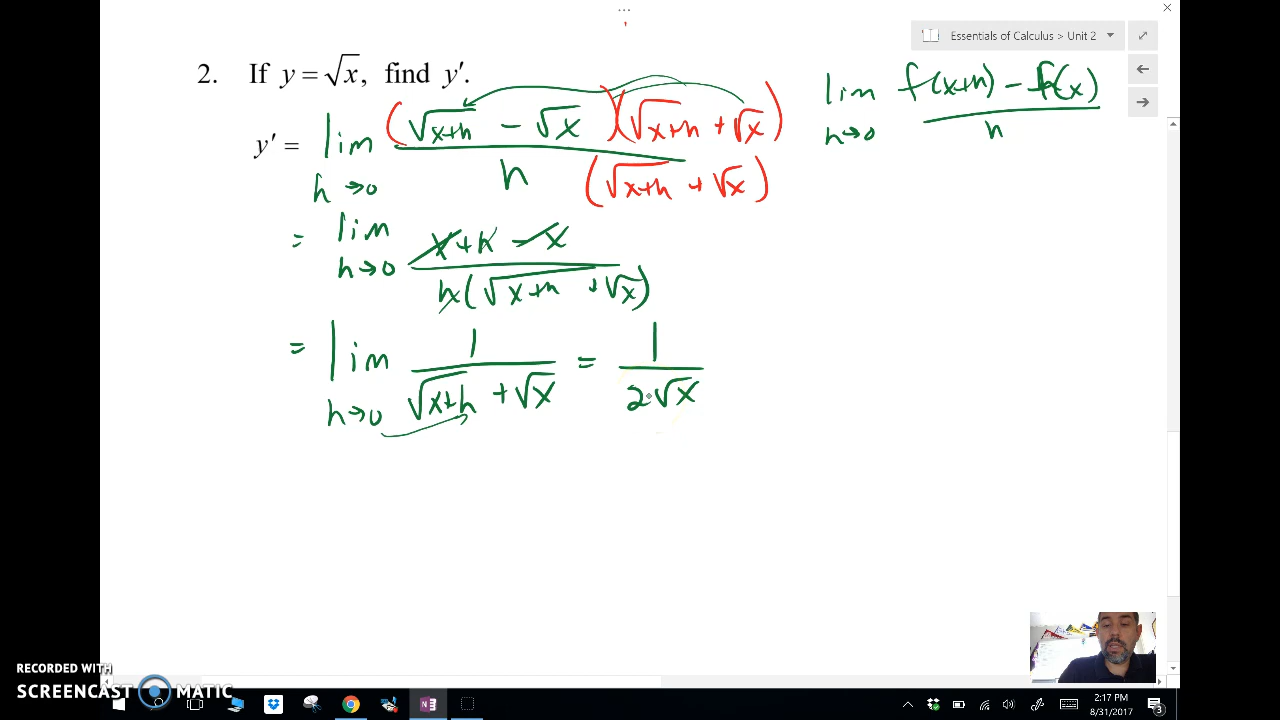 Essentials of Calculus > Unit 2
2. If y = √x, find y′.
lim h→0 (f(x+h) − f(x)) / h
y′ = lim h→0 (√(x+h) − √x)(√(x+h) + √x) / h(√(x+h) + √x)
= lim h→0 (x+h − x) / h(√(x+h) + √x)
= lim h→0 1 / (√(x+h) + √x) = 1 / (2·√x)
RECORDED WITH
SCREENCAST MATIC
2:17 PM
8/31/2017
3